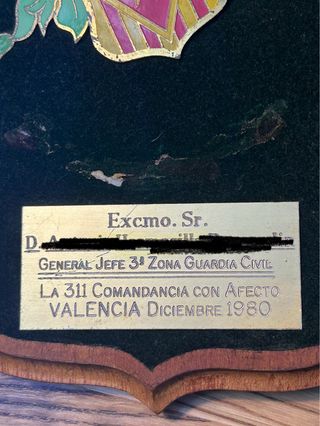 Excmo. Sr.
D.
GENERAL JEFE 3ª ZONA GUARDIA CIVIL
LA 311 COMANDANCIA CON AFECTO
VALENCIA DICIEMBRE 1980